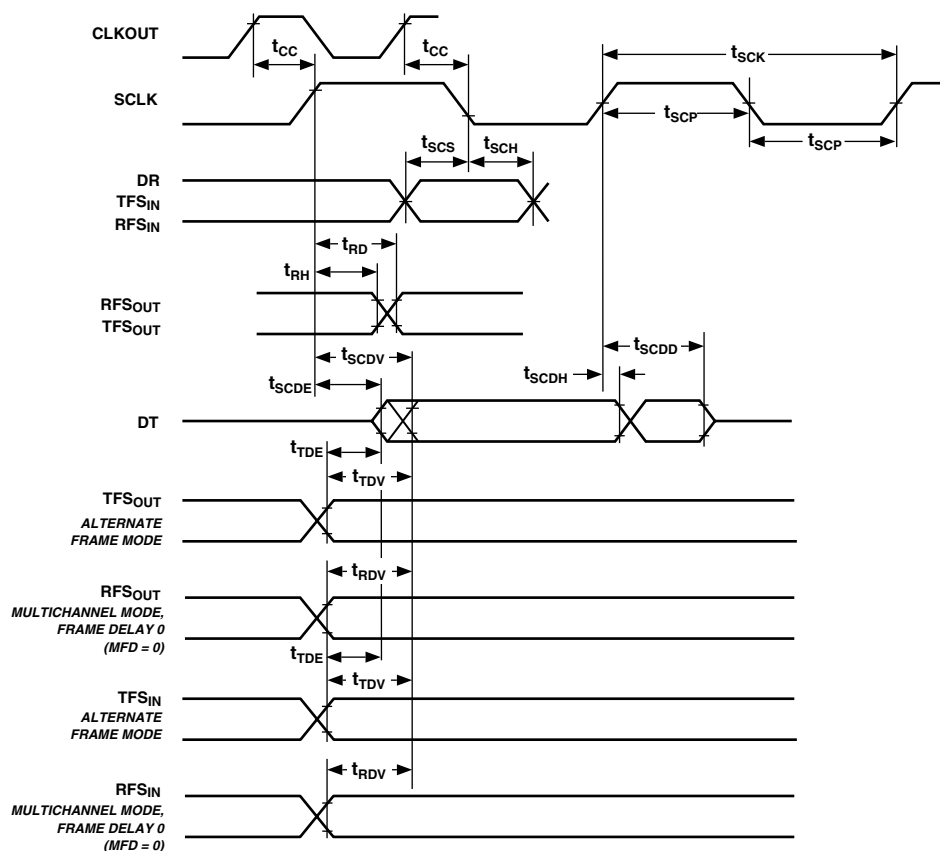 CLKOUT
tCC
tCC
tSCK
SCLK
tSCP
tSCP
tSCS
tSCH
DR
TFSIN
RFSIN
tRD
tRH
RFSOUT
TFSOUT
tSCDV
tSCDD
tSCDE
tSCDH
DT
tTDE
tTDV
TFSOUT
ALTERNATE
FRAME MODE
tRDV
RFSOUT
MULTICHANNEL MODE,
FRAME DELAY 0
(MFD = 0)
tTDE
tTDV
TFSIN
ALTERNATE
FRAME MODE
tRDV
RFSIN
MULTICHANNEL MODE,
FRAME DELAY 0
(MFD = 0)